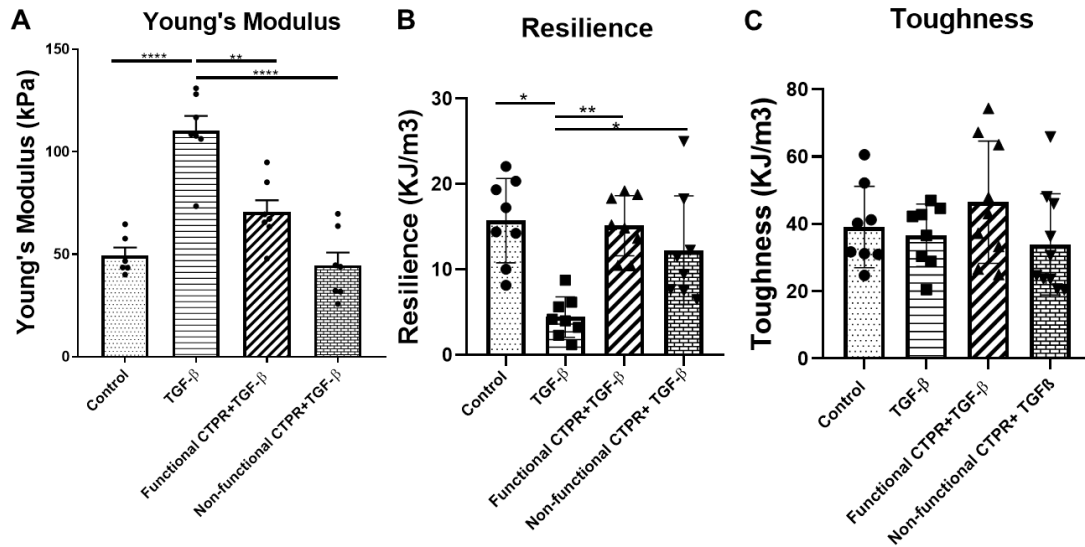 A
Young's Modulus
Young's Modulus (kPa)
150
100
50
0
****
**
****
Control
TGF-β
Functional CTPR+TGF-β
Non-functional CTPR+TGF-β
B
Resilience
Resilience (KJ/m3)
30
20
10
0
*
**
*
Control
TGF-β
Functional CTPR+TGF-β
Non-functional CTPR+ TGF-β
C
Toughness
Toughness (KJ/m3)
80
60
40
20
0
Control
TGF-β
Functional CTPR+TGF-β
Non-functional CTPR+ TGFß